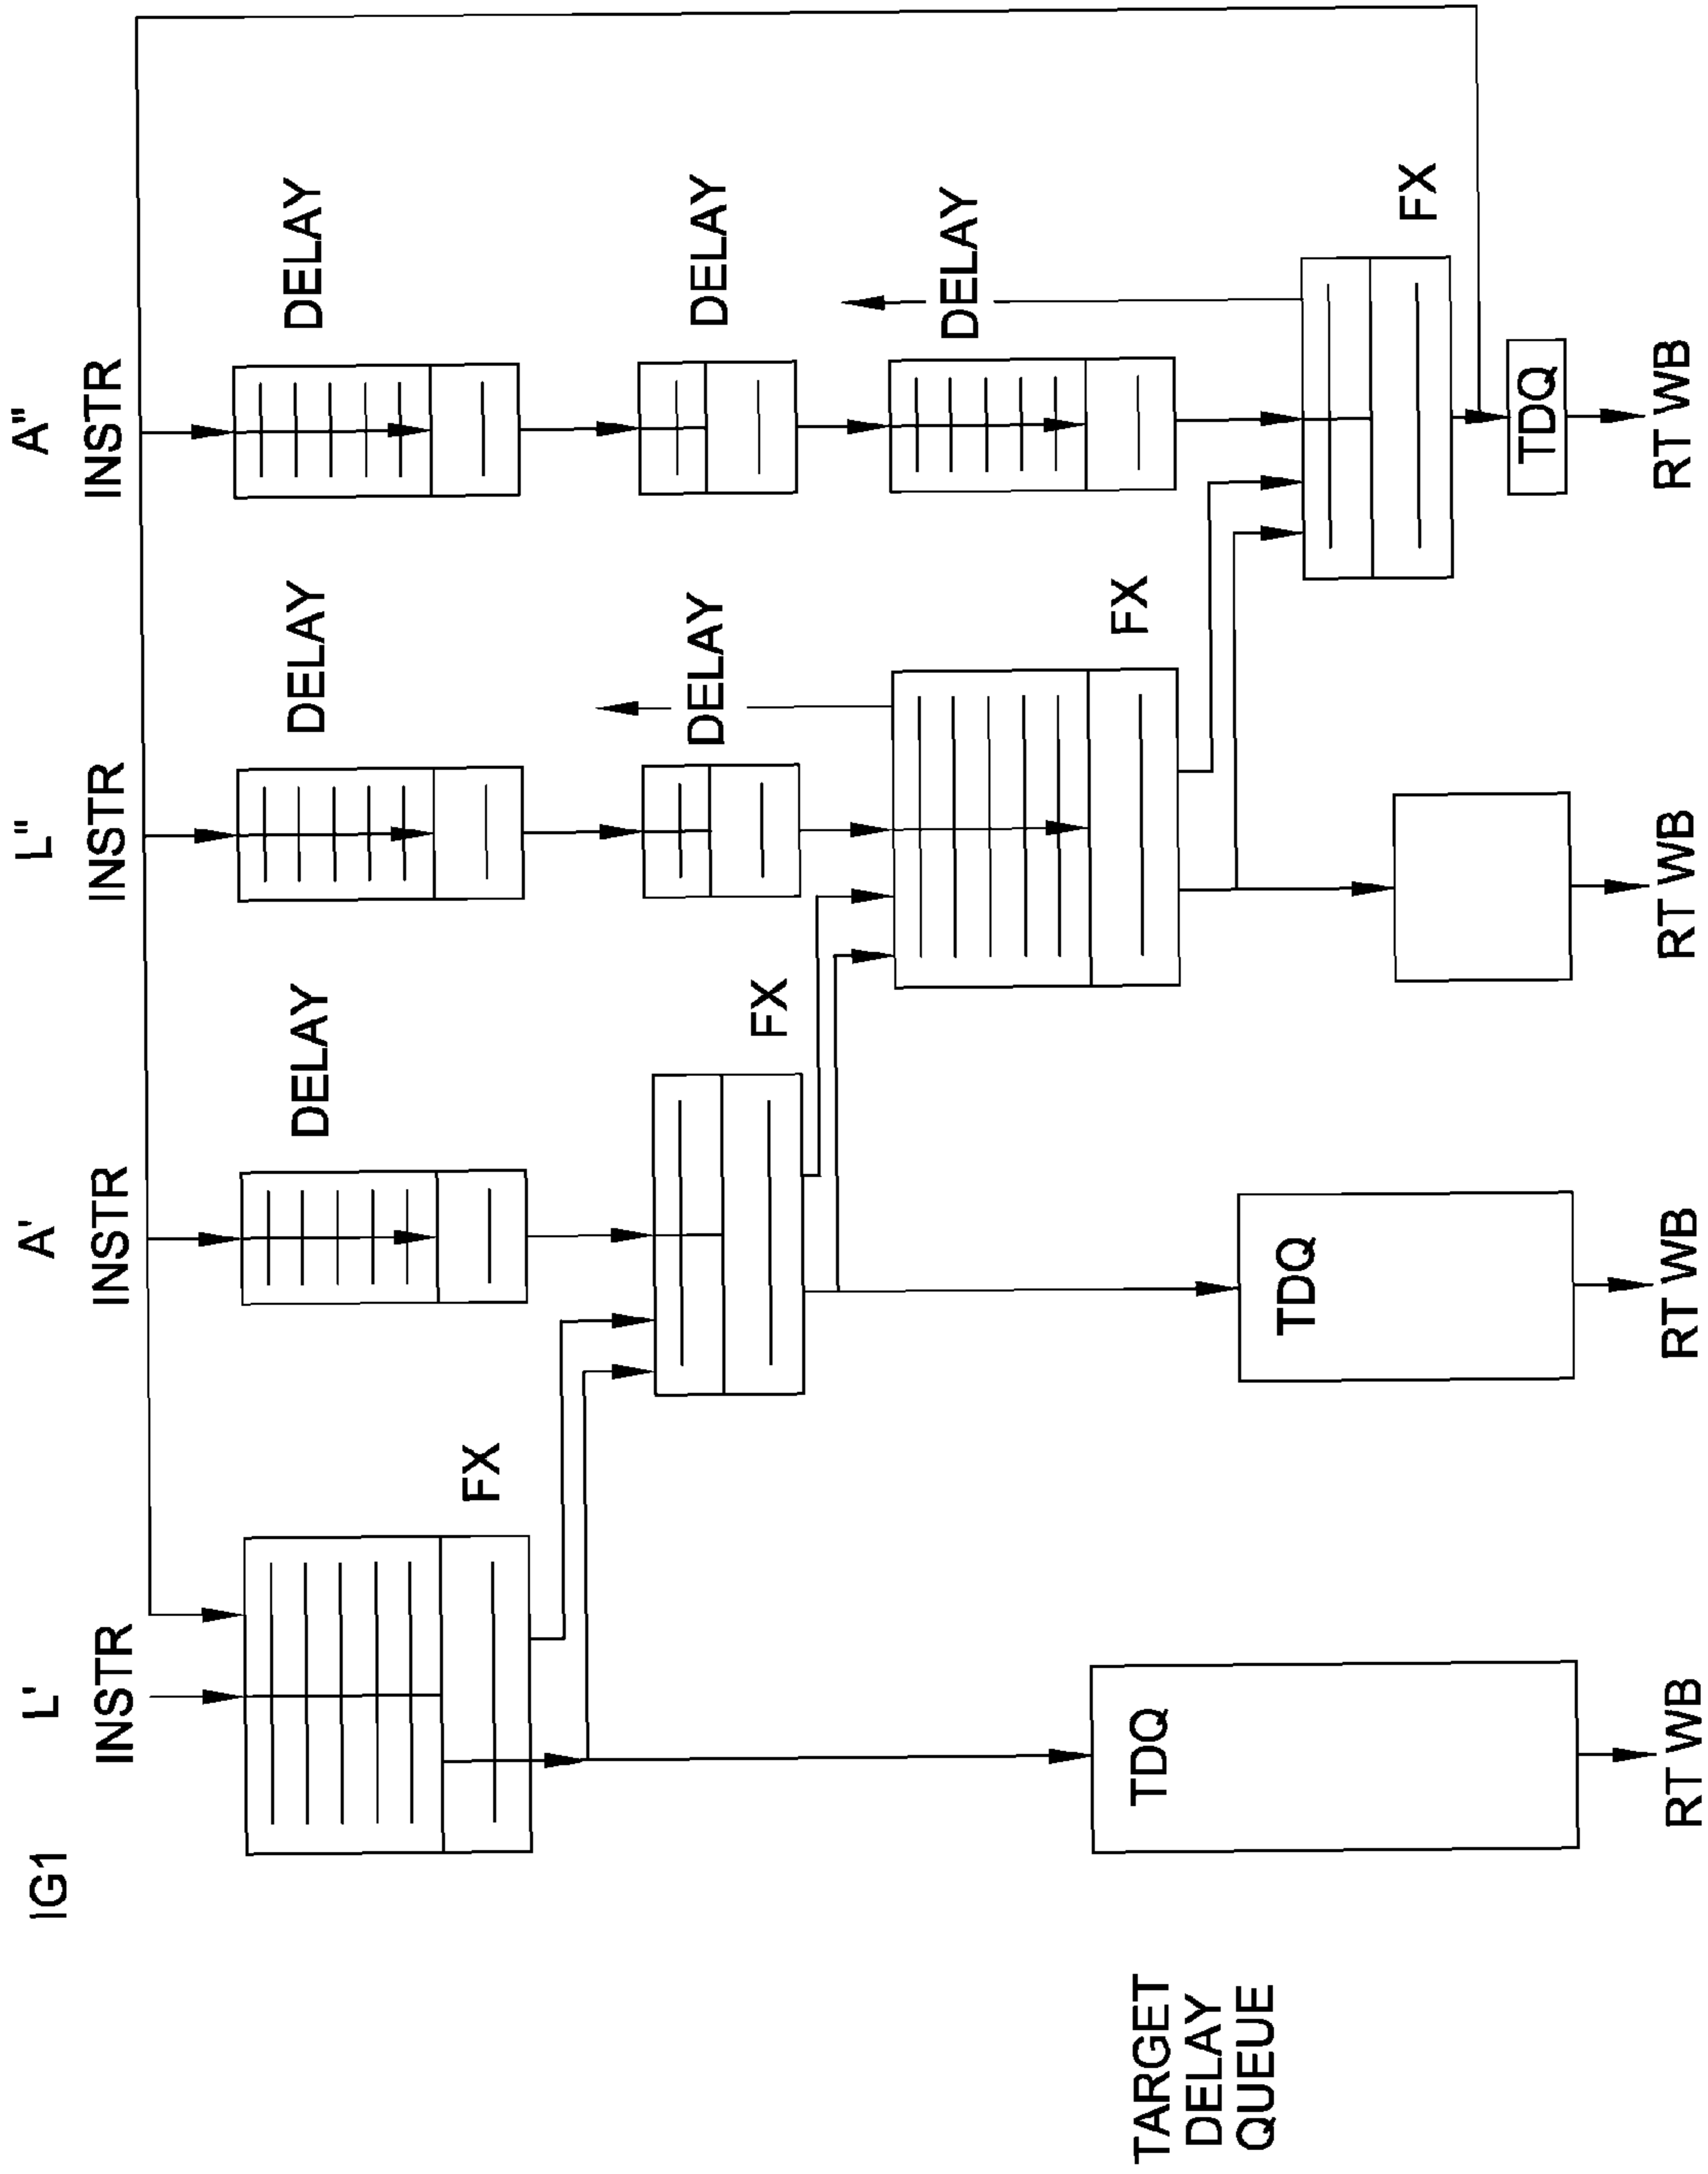 IG1
L'
A'
L"
A"
INSTR
INSTR
INSTR
INSTR
DELAY
DELAY
DELAY
FX
DELAY
DELAY
FX
DELAY
FX
TARGET
DELAY
QUEUE
TDQ
TDQ
FX
TDQ
RT WB
RT WB
RT WB
RT WB